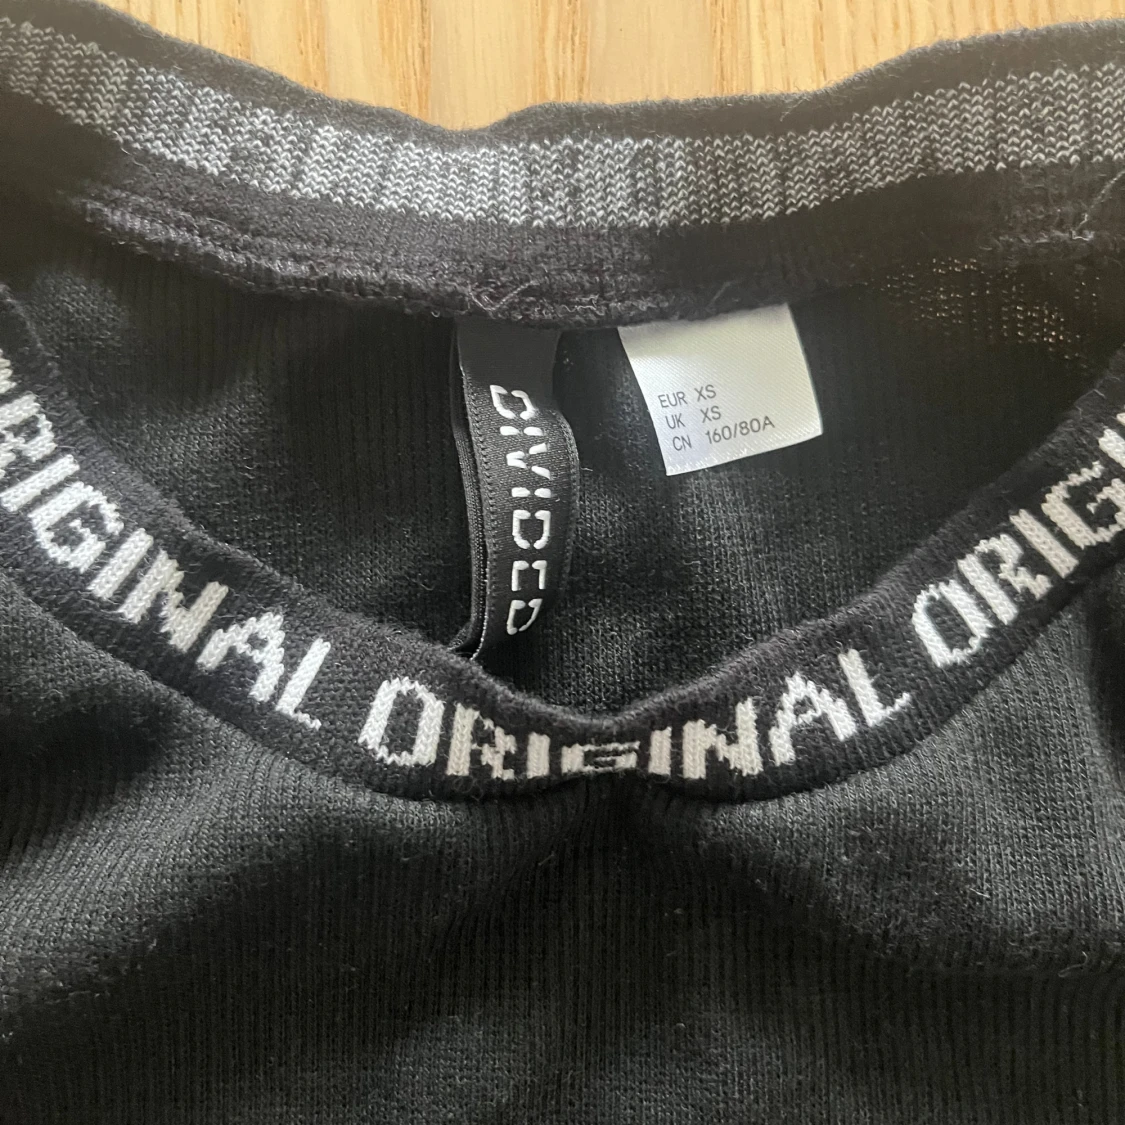 DIVIDED
EUR XS
UK XS
CN 160/80A
ORIGINAL ORIGINAL ORIGI